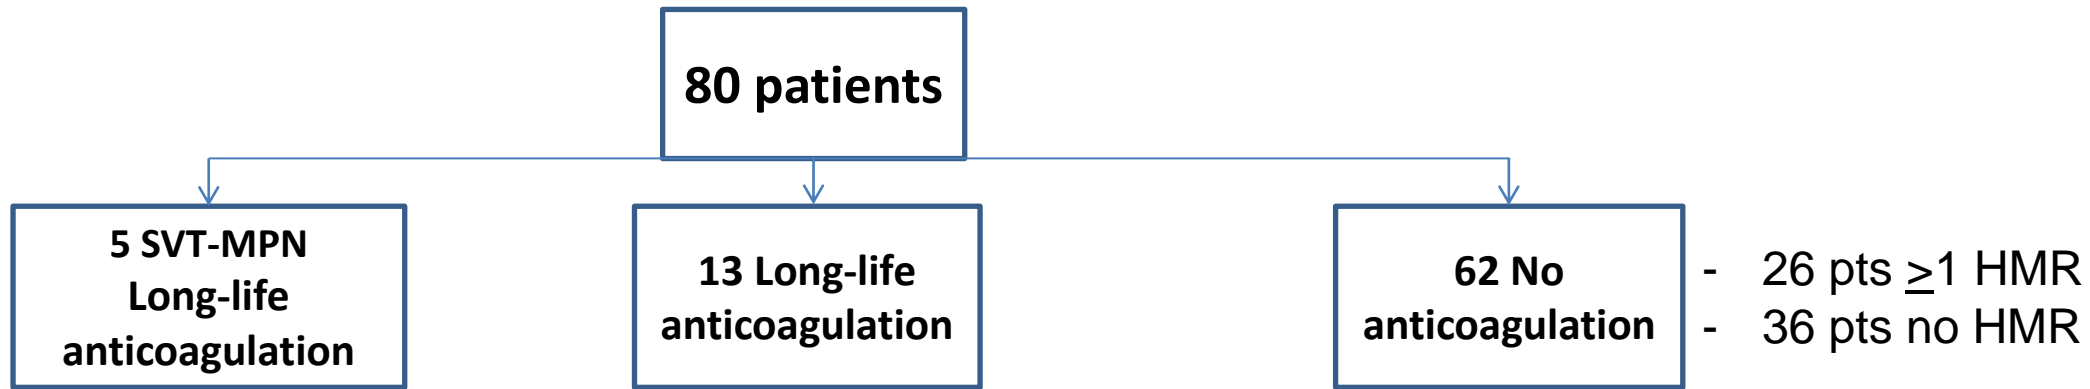 80 patients
5 SVT-MPN
Long-life
anticoagulation
13 Long-life
anticoagulation
62 No
anticoagulation
- 26 pts ≥1 HMR
- 36 pts no HMR